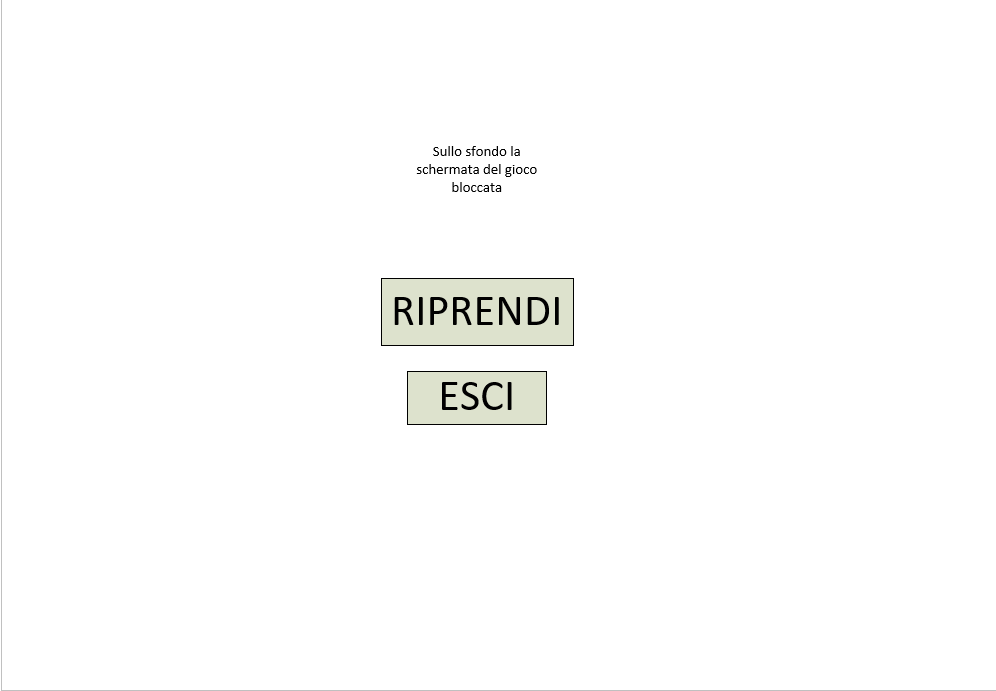 Sullo sfondo la
schermata del gioco
bloccata
RIPRENDI
ESCI